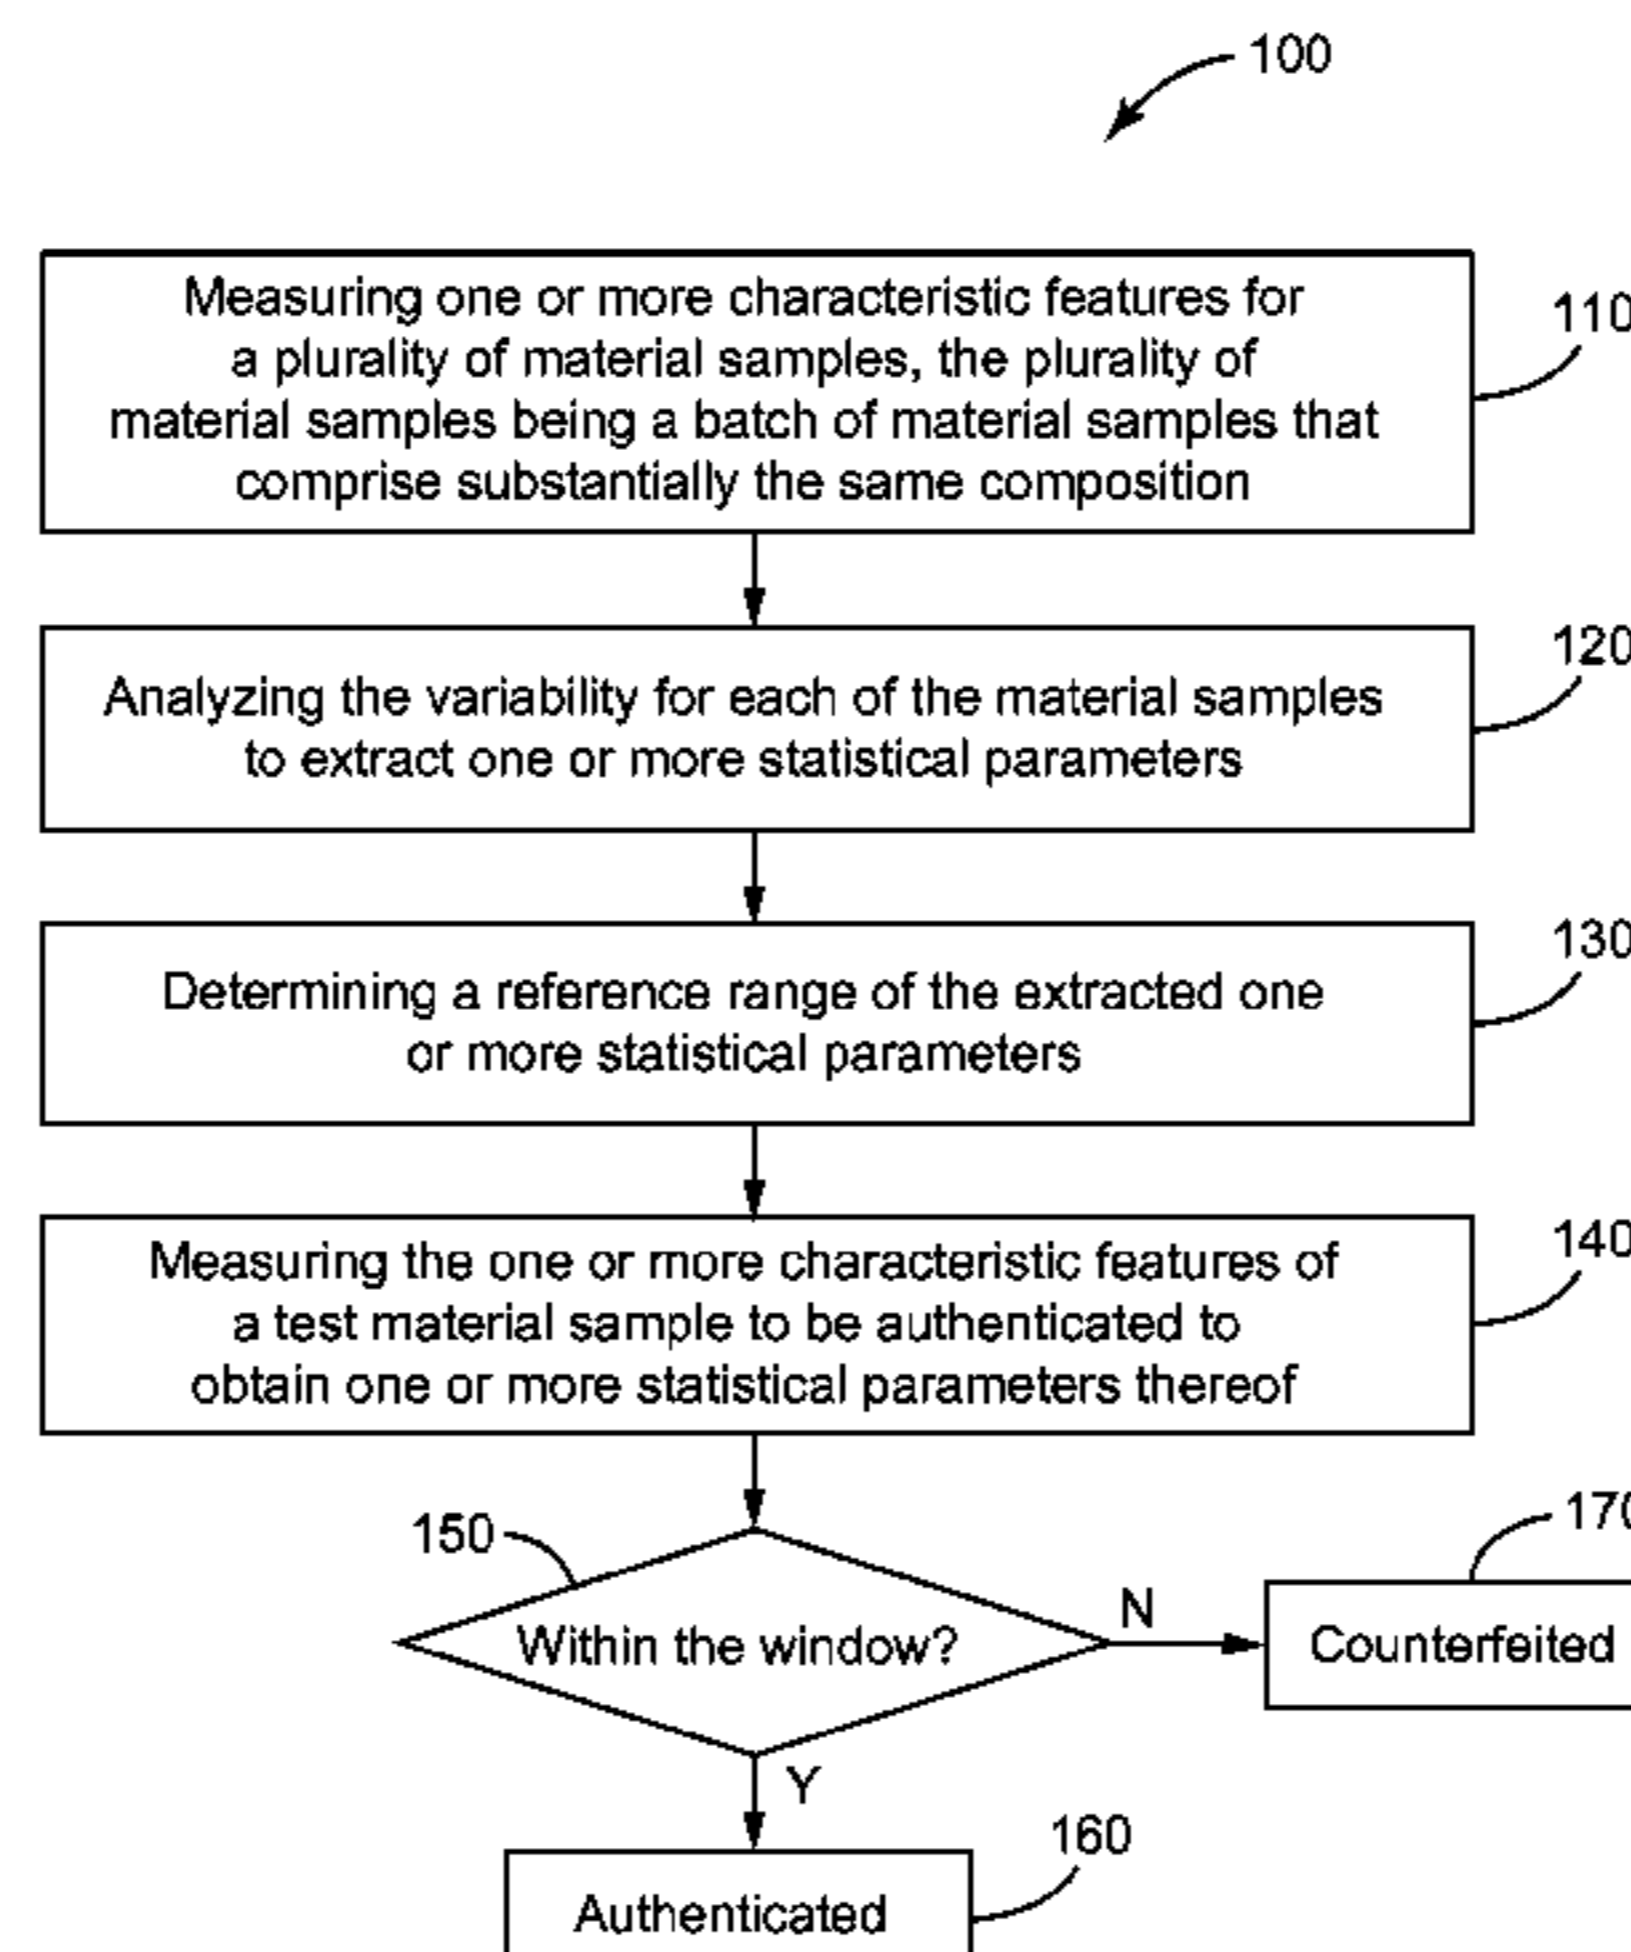 100
Measuring one or more characteristic features for
a plurality of material samples, the plurality of
material samples being a batch of material samples that
comprise substantially the same composition
110
Analyzing the variability for each of the material samples
to extract one or more statistical parameters
120
Determining a reference range of the extracted one
or more statistical parameters
130
Measuring the one or more characteristic features of
a test material sample to be authenticated to
obtain one or more statistical parameters thereof
140
150
Within the window?
N
170
Counterfeited
Y
160
Authenticated